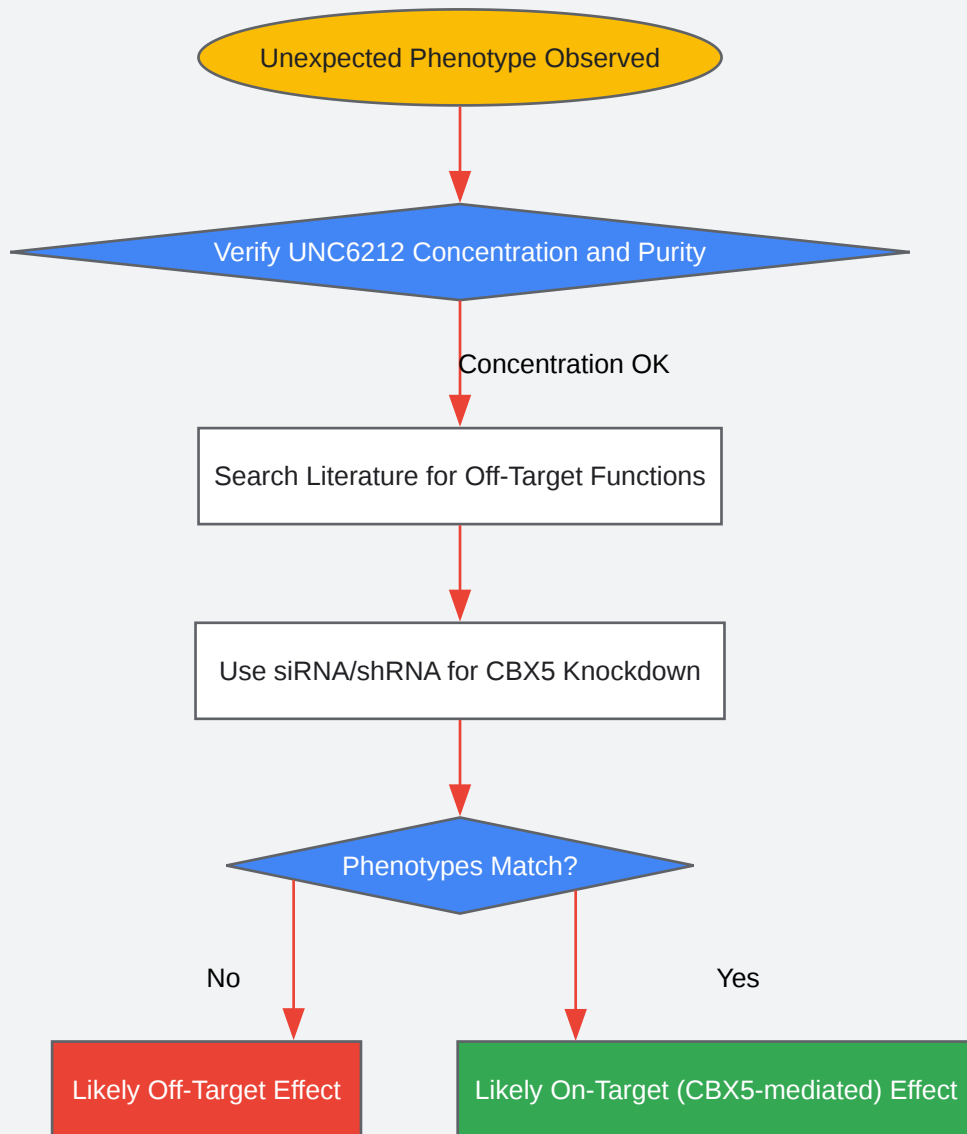 Unexpected Phenotype Observed
Verify UNC6212 Concentration and Purity
Concentration OK
Search Literature for Off-Target Functions
Use siRNA/shRNA for CBX5 Knockdown
Phenotypes Match?
No
Yes
Likely Off-Target Effect
Likely On-Target (CBX5-mediated) Effect